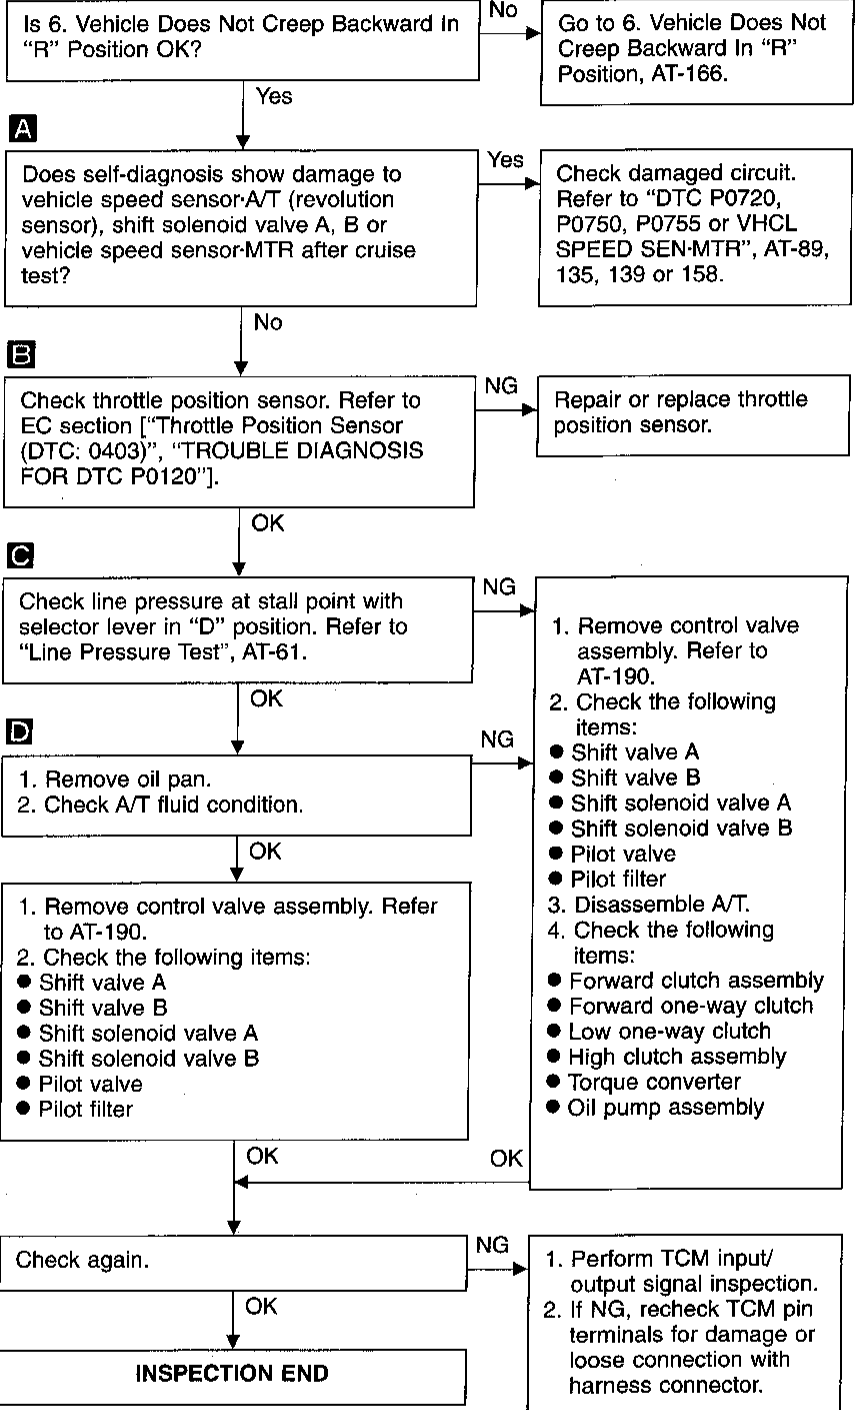 Is 6. Vehicle Does Not Creep Backward In
“R” Position OK?
No
Go to 6. Vehicle Does Not
Creep Backward In “R”
Position, AT-166.
Yes
A
Does self-diagnosis show damage to
vehicle speed sensor·A/T (revolution
sensor), shift solenoid valve A, B or
vehicle speed sensor·MTR after cruise
test?
Yes
Check damaged circuit.
Refer to “DTC P0720,
P0750, P0755 or VHCL
SPEED SEN·MTR”, AT-89,
135, 139 or 158.
No
B
Check throttle position sensor. Refer to
EC section [“Throttle Position Sensor
(DTC: 0403)”, “TROUBLE DIAGNOSIS
FOR DTC P0120”].
NG
Repair or replace throttle
position sensor.
OK
C
Check line pressure at stall point with
selector lever in “D” position. Refer to
“Line Pressure Test”, AT-61.
NG
OK
D
1. Remove oil pan.
2. Check A/T fluid condition.
NG
1. Remove control valve
assembly. Refer to
AT-190.
2. Check the following
items:
● Shift valve A
● Shift valve B
● Shift solenoid valve A
● Shift solenoid valve B
● Pilot valve
● Pilot filter
3. Disassemble A/T.
4. Check the following
items:
● Forward clutch assembly
● Forward one-way clutch
● Low one-way clutch
● High clutch assembly
● Torque converter
● Oil pump assembly
OK
1. Remove control valve assembly. Refer
to AT-190.
2. Check the following items:
● Shift valve A
● Shift valve B
● Shift solenoid valve A
● Shift solenoid valve B
● Pilot valve
● Pilot filter
OK
OK
Check again.
NG
1. Perform TCM input/
output signal inspection.
2. If NG, recheck TCM pin
terminals for damage or
loose connection with
harness connector.
OK
INSPECTION END